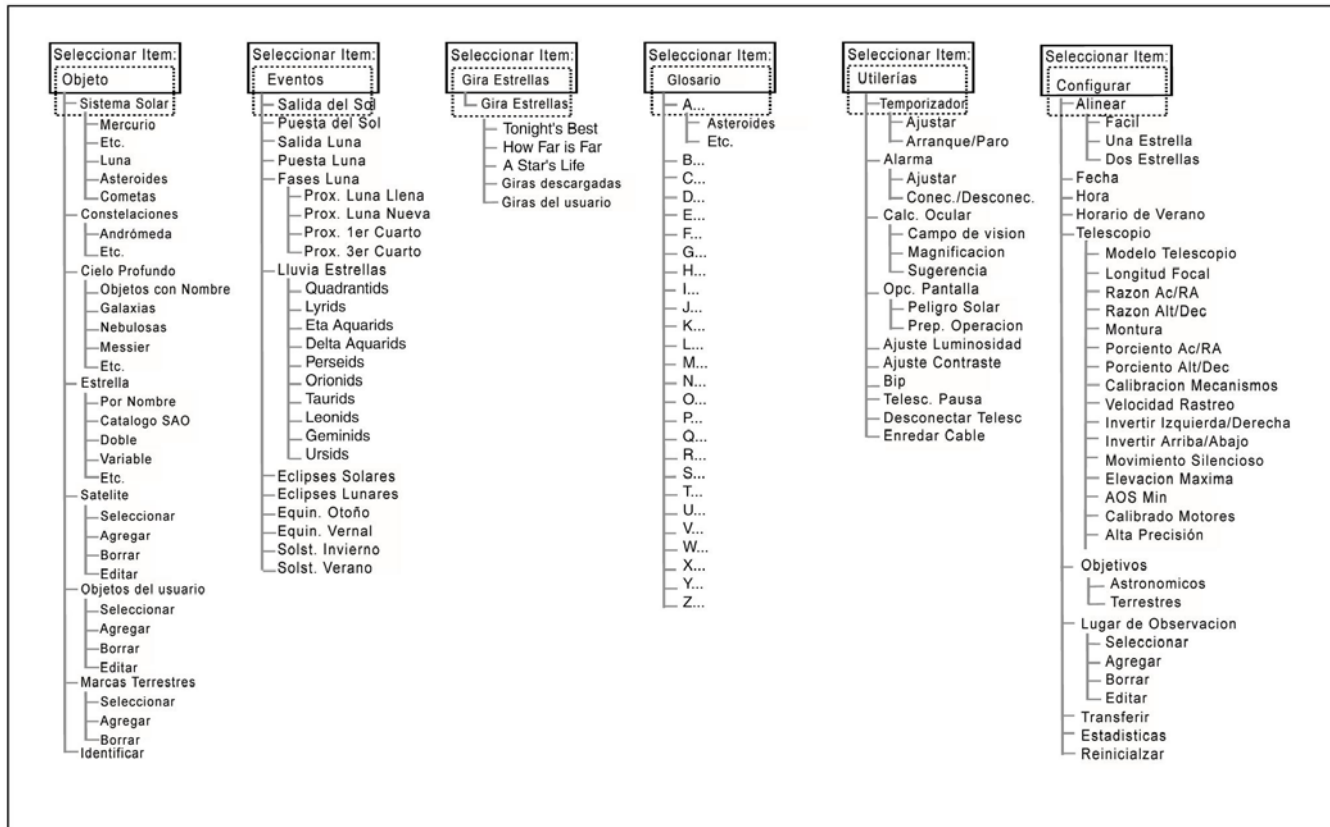 Seleccionar Item:
Objeto
Sistema Solar
Mercurio
Etc.
Luna
Asteroides
Cometas
Constelaciones
Andrómeda
Etc.
Cielo Profundo
Objetos con Nombre
Galaxias
Nebulosas
Messier
Etc.
Estrella
Por Nombre
Catalogo SAO
Doble
Variable
Etc.
Satelite
Seleccionar
Agregar
Borrar
Editar
Objetos del usuario
Seleccionar
Agregar
Borrar
Editar
Marcas Terrestres
Seleccionar
Agregar
Borrar
Identificar
Seleccionar Item:
Eventos
Salida del Sol
Puesta del Sol
Salida Luna
Puesta Luna
Fases Luna
Prox. Luna Llena
Prox. Luna Nueva
Prox. 1er Cuarto
Prox. 3er Cuarto
Lluvia Estrellas
Quadrantids
Lyrids
Eta Aquarids
Delta Aquarids
Perseids
Orionids
Taurids
Leonids
Geminids
Ursids
Eclipses Solares
Eclipses Lunares
Equin. Otoño
Equin. Vernal
Solst. Invierno
Solst. Verano
Seleccionar Item:
Gira Estrellas
Gira Estrellas
Tonight's Best
How Far is Far
A Star's Life
Giras descargadas
Giras del usuario
Seleccionar Item:
Glosario
A...
Asteroides
Etc.
B...
C...
D...
E...
F...
G...
H...
I...
J...
K...
L...
M...
N...
O...
P...
Q...
R...
S...
T...
U...
V...
W...
X...
Y...
Z...
Seleccionar Item:
Utilerías
Temporizador
Ajustar
Arranque/Paro
Alarma
Ajustar
Conec./Desconec.
Calc. Ocular
Campo de vision
Magnificacion
Sugerencia
Opc. Pantalla
Peligro Solar
Prep. Operacion
Ajuste Luminosidad
Ajuste Contraste
Bip
Telesc. Pausa
Desconectar Telesc
Enredar Cable
Seleccionar Item:
Configurar
Alinear
Facil
Una Estrella
Dos Estrellas
Fecha
Hora
Horario de Verano
Telescopio
Modelo Telescopio
Longitud Focal
Razon Ac/RA
Razon Alt/Dec
Montura
Porciento Ac/RA
Porciento Alt/Dec
Calibracion Mecanismos
Velocidad Rastreo
Invertir Izquierda/Derecha
Invertir Arriba/Abajo
Movimiento Silencioso
Elevacion Maxima
AOS Min
Calibrado Motores
Alta Precisión
Objetivos
Astronomicos
Terrestres
Lugar de Observacion
Seleccionar
Agregar
Borrar
Editar
Transferir
Estadisticas
Reinicialzar